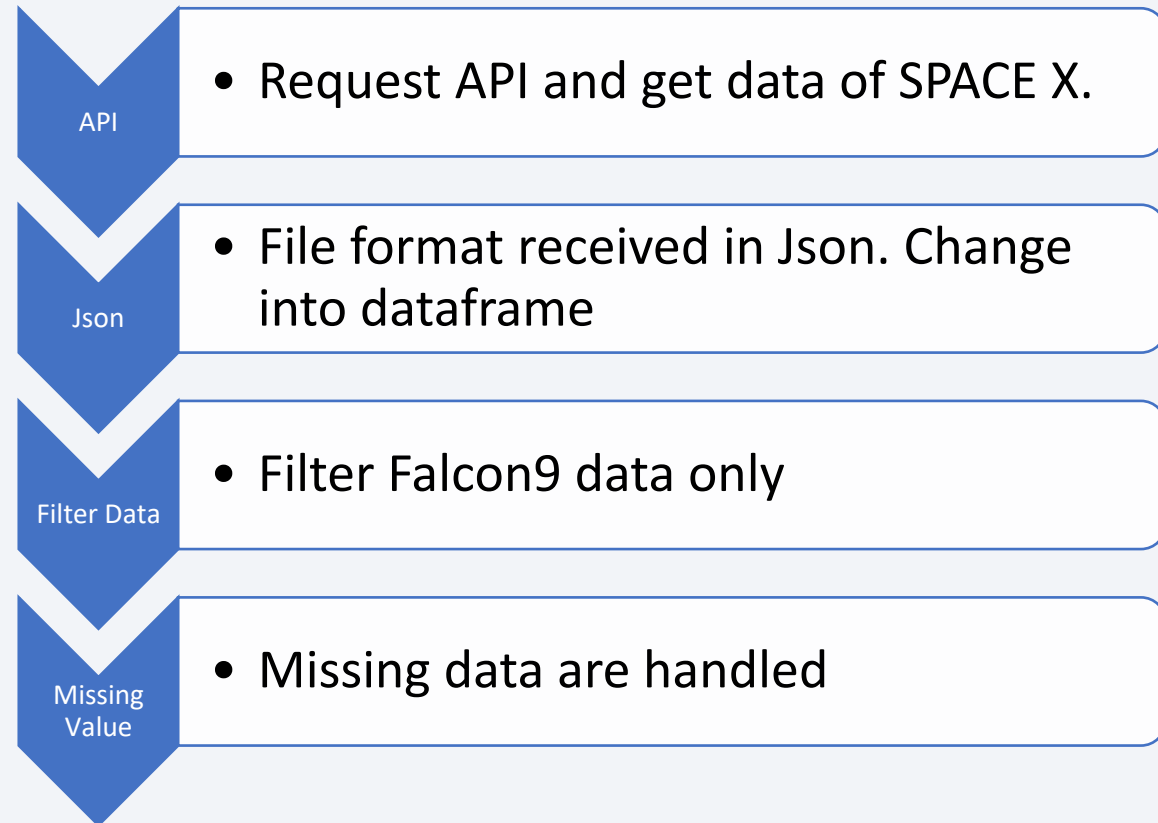 API
• Request API and get data of SPACE X.
Json
• File format received in Json. Change
into dataframe
Filter Data
• Filter Falcon9 data only
Missing
Value
• Missing data are handled